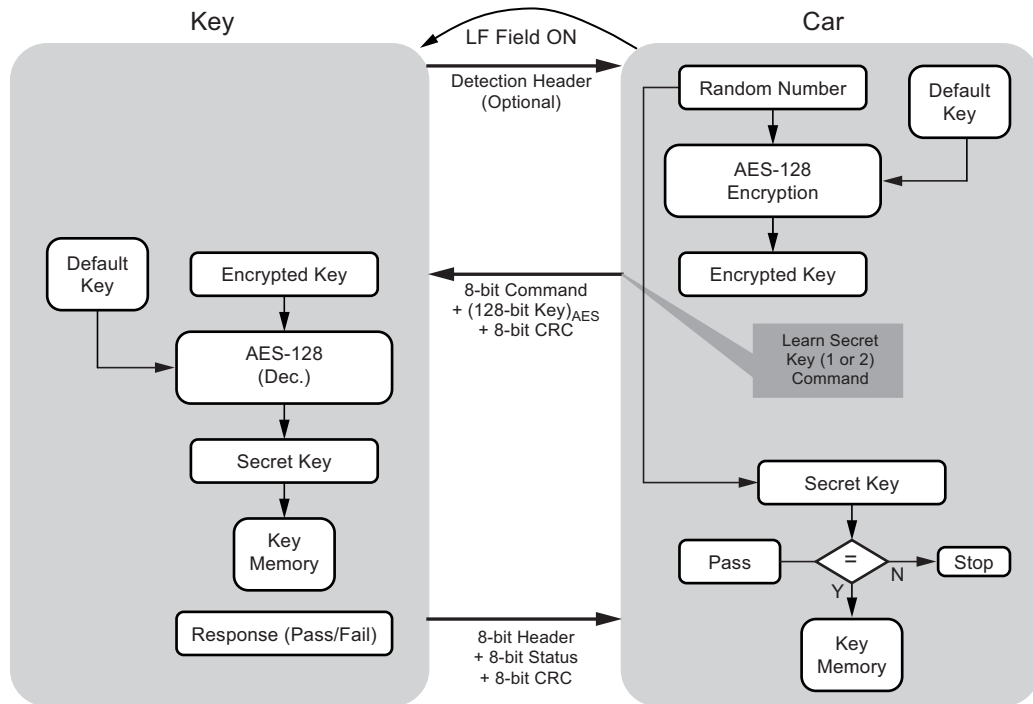 Key
Car
LF Field ON
Detection Header
(Optional)
Random Number
Default
Key
AES-128
Encryption
Encrypted Key
Default
Key
Encrypted Key
8-bit Command
+ (128-bit Key)AES
+ 8-bit CRC
Learn Secret
Key (1 or 2)
Command
AES-128
(Dec.)
Secret Key
Key
Memory
Secret Key
Pass
=
N
Stop
Y
Key
Memory
Response (Pass/Fail)
8-bit Header
+ 8-bit Status
+ 8-bit CRC